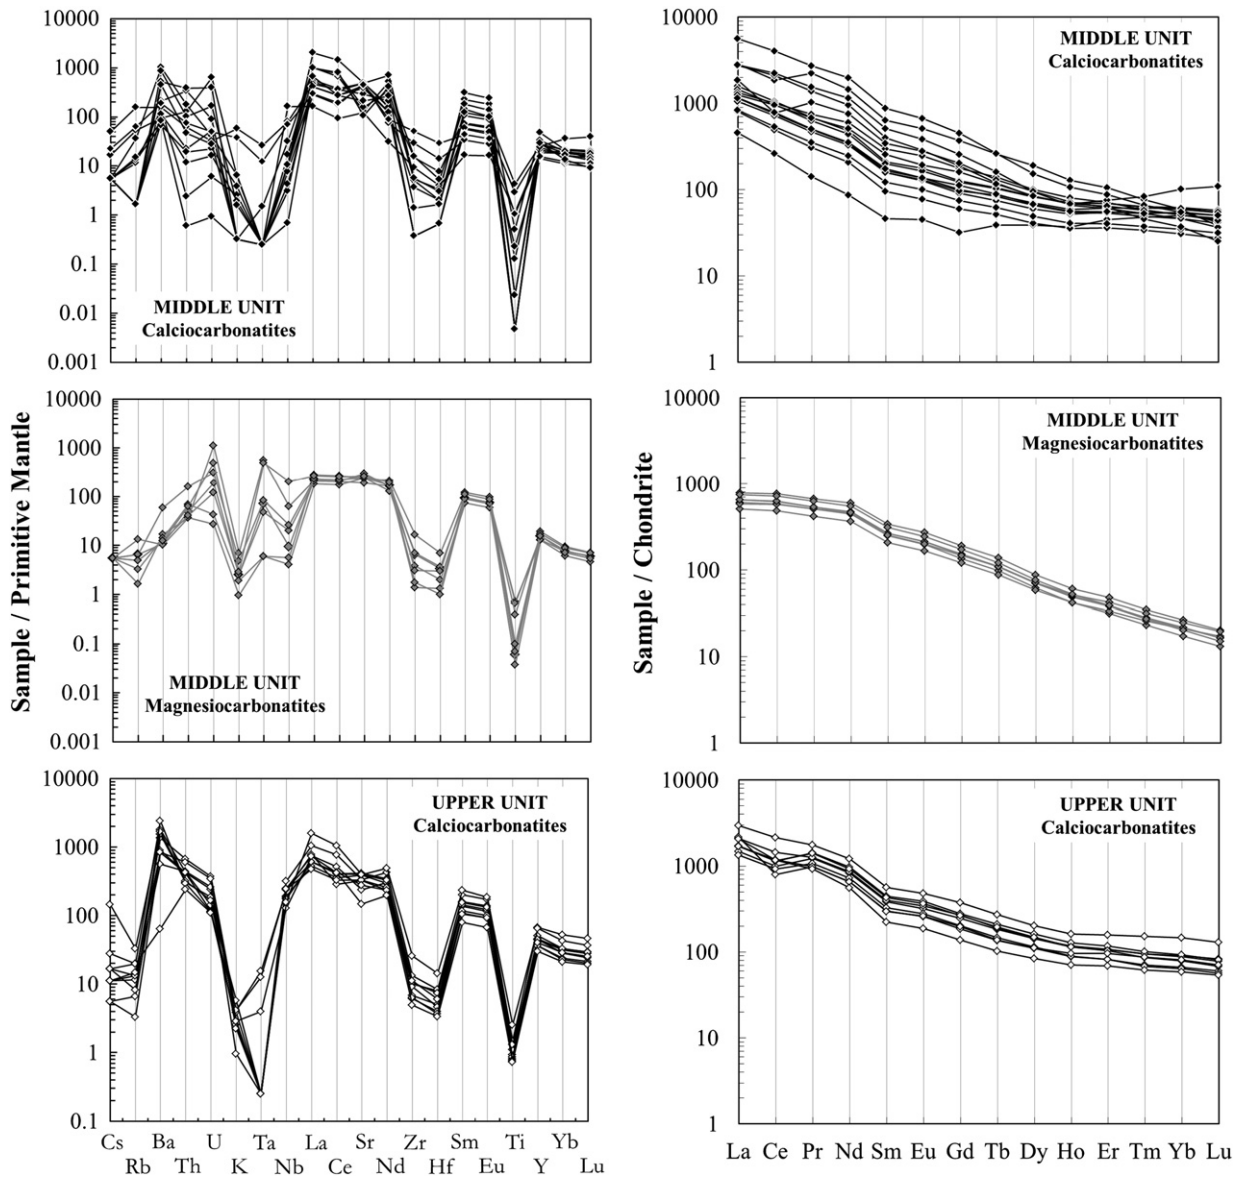 Sample / Primitive Mantle
10000
1000
100
10
1
0.1
0.01
0.001
MIDDLE UNIT
Calciocarbonatites
10000
1000
100
10
1
0.1
0.01
0.001
MIDDLE UNIT
Magnesiocarbonatites
10000
1000
100
10
1
0.1
UPPER UNIT
Calciocarbonatites
Cs Ba U Ta La Sr Zr Sm Ti Yb
Rb Th K Nb Ce Nd Hf Eu Y Lu
Sample / Chondrite
10000
1000
100
10
1
MIDDLE UNIT
Calciocarbonatites
10000
1000
100
10
1
MIDDLE UNIT
Magnesiocarbonatites
10000
1000
100
10
1
UPPER UNIT
Calciocarbonatites
La Ce Pr Nd Sm Eu Gd Tb Dy Ho Er Tm Yb Lu